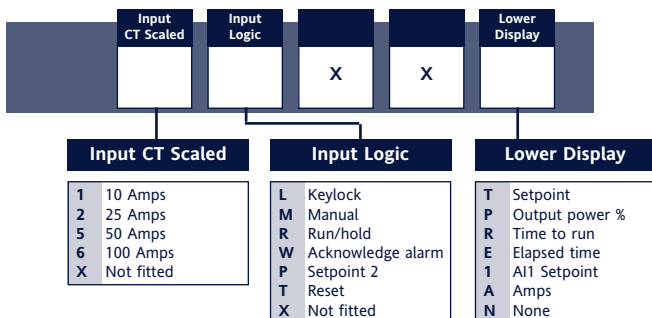 Input CT Scaled
Input Logic
Lower Display
X
X
Input CT Scaled
1 10 Amps
2 25 Amps
5 50 Amps
6 100 Amps
X Not fitted
Input Logic
L Keylock
M Manual
R Run/hold
W Acknowledge alarm
P Setpoint 2
T Reset
X Not fitted
Lower Display
T Setpoint
P Output power %
R Time to run
E Elapsed time
1 AI1 Setpoint
A Amps
N None